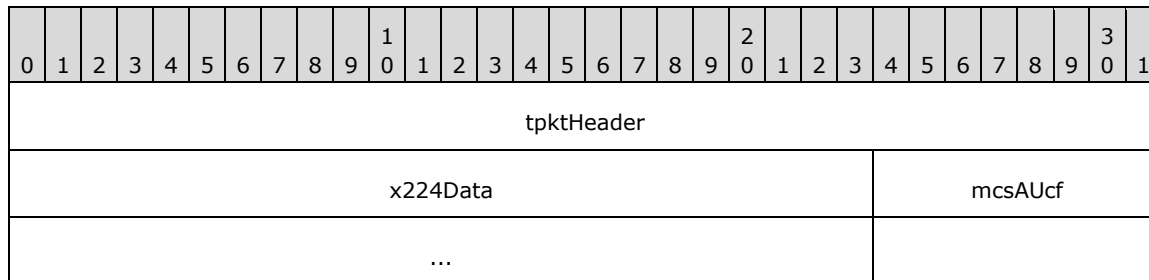 1 2 3
0 1 2 3 4 5 6 7 8 9 0 1 2 3 4 5 6 7 8 9 0 1 2 3 4 5 6 7 8 9 0 1
tpktHeader
x224Data mcsAUcf
...